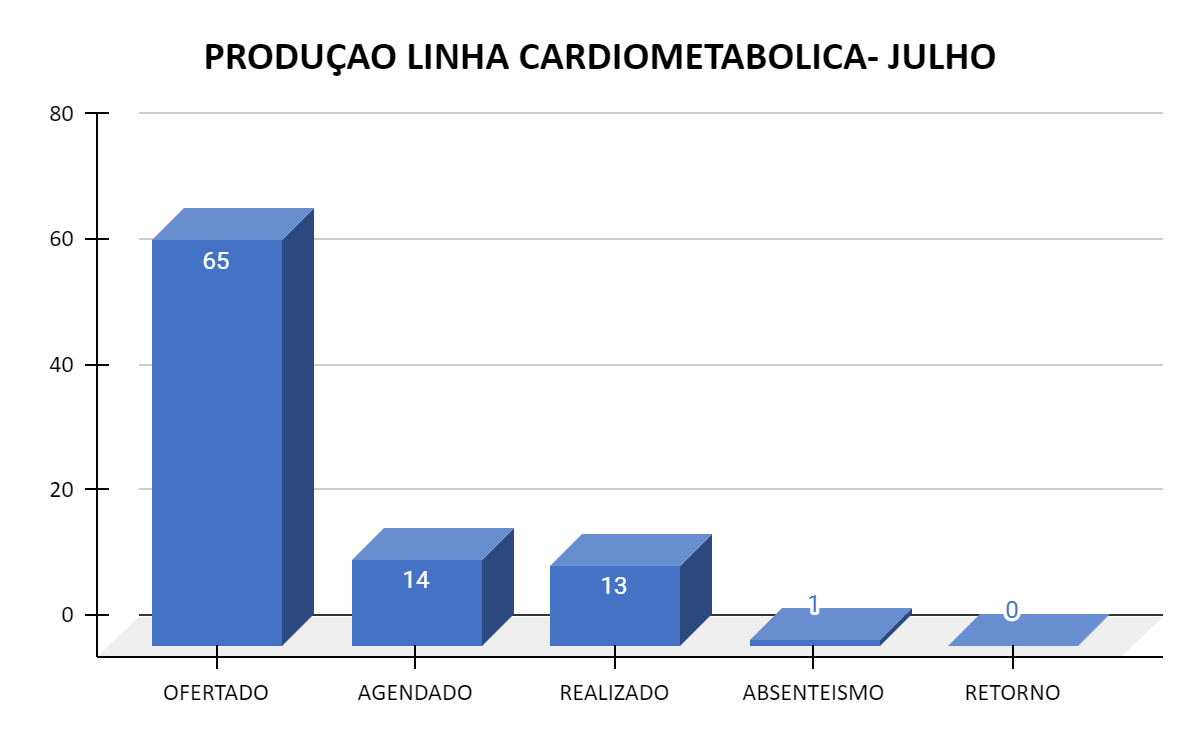 PRODUÇAO LINHA CARDIOMETABOLICA- JULHO
80
60
40
20
0
65
14
13
1
0
OFERTADO
AGENDADO
REALIZADO
ABSENTEISMO
RETORNO